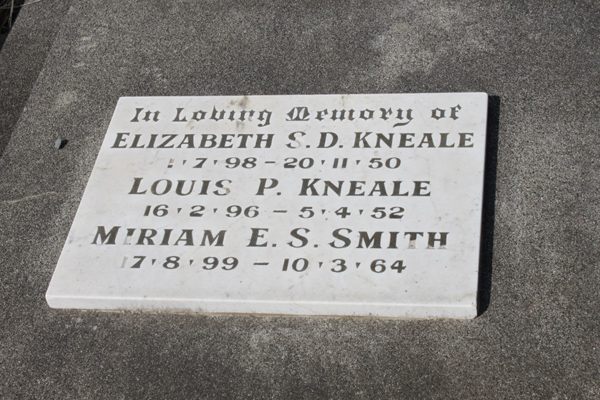 In Loving Memory of
ELIZABETH S. D. KNEALE
1 · 7 · 98 – 20 · 11 · 50
LOUIS P. KNEALE
16 · 2 · 96 – 5 · 4 · 52
MIRIAM E. S. SMITH
17 · 8 · 99 – 10 · 3 · 64